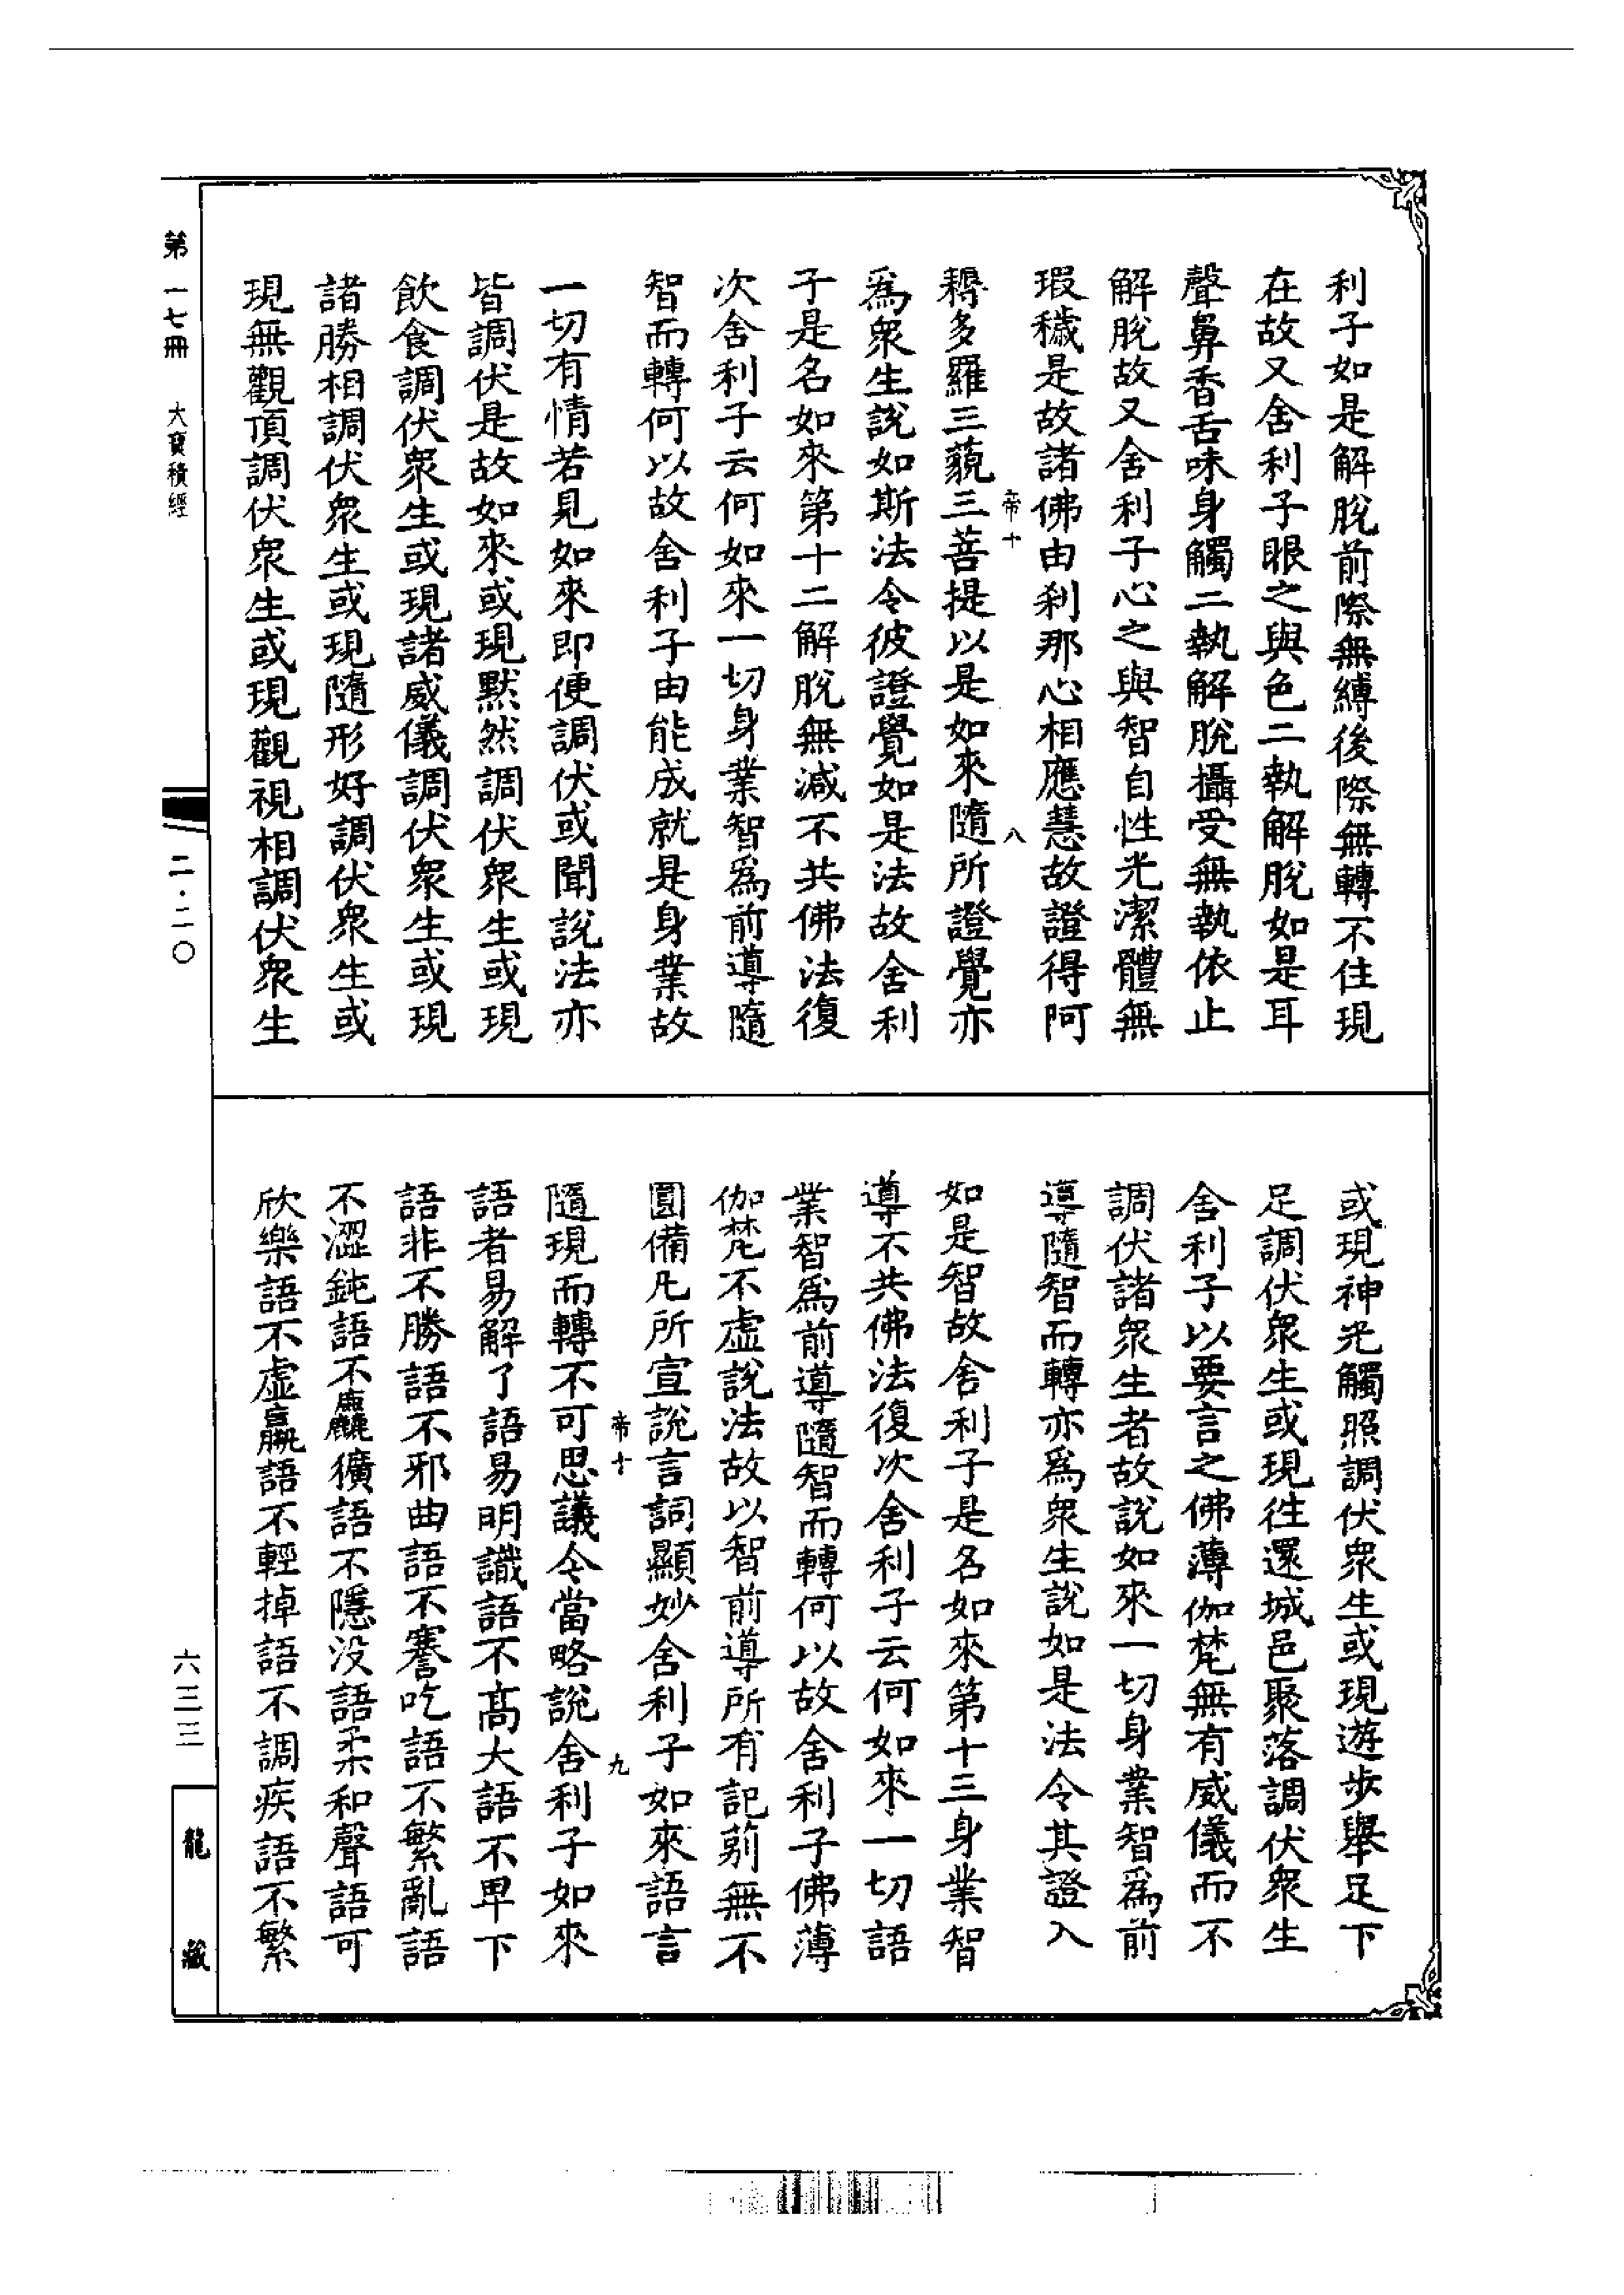 利子如是解脫前際無縛後際無轉不住現
在故又舍利子眼之與色二執解脫如是耳
聲鼻香舌味身觸二執解脫攝受無執依止
解脫故又舍利子心之與智自性光潔體無
瑕穢是故諸佛由剎那心相應慧故證得阿
帝十
八
耨多羅三藐三菩提以是如來隨所證覺亦
爲衆生說如斯法令彼證覺如是法故舍利
子是名如來第十二解脫無減不共佛法復
次舍利子云何如來一切身業智爲前導隨
智而轉何以故舍利子由能成就是身業故
一切有情若見如來即便調伏或聞說法亦
皆調伏是故如來或現默然調伏衆生或現
飲食調伏衆生或現諸威儀調伏衆生或現
諸勝相調伏衆生或現隨形好調伏衆生或
現無觀頂調伏衆生或現觀視相調伏衆生
或現神光觸照調伏衆生或現遊步舉足下
足調伏衆生或現往還城邑聚落調伏衆生
舍利子以要言之佛薄伽梵無有威儀而不
調伏諸衆生者故說如來一切身業智爲前
導隨智而轉亦爲衆生說如是法令其證入
如是智故舍利子是名如來第十三身業智
導不共佛法復次舍利子云何如來一切語
業智爲前導隨智而轉何以故舍利子佛薄
伽梵不虛說法故以智前導所有記莂無不
圓備凡所宣說言詞顯妙舍利子如來語言
帝十
九
隨現而轉不可思議今當略說舍利子如來
語者易解了語易明識語不高大語不卑下
語非不勝語不邪曲語不謇吃語不繁亂語
不澀鈍語不麤獷語不隱没語柔和聲語可
欣樂語不虛羸語不輕掉語不調疾語不繁
第一七冊 大寶積經
二·二〇
六三三
龍藏